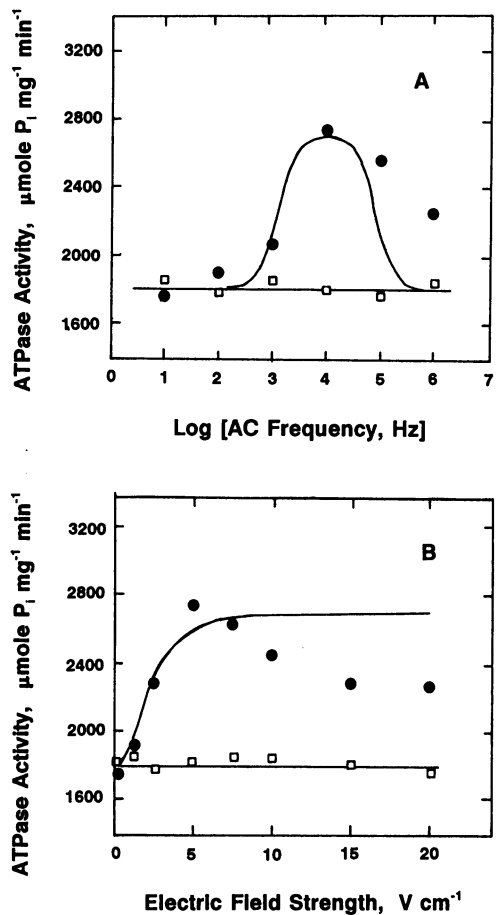 A
ATPase Activity, μmole Pi mg-1 min-1
3200
2800
2400
2000
1600
0 1 2 3 4 5 6 7
Log [AC Frequency, Hz]
B
ATPase Activity, μmole Pi mg-1 min-1
3200
2800
2400
2000
1600
0 5 10 15 20
Electric Field Strength, V cm-1